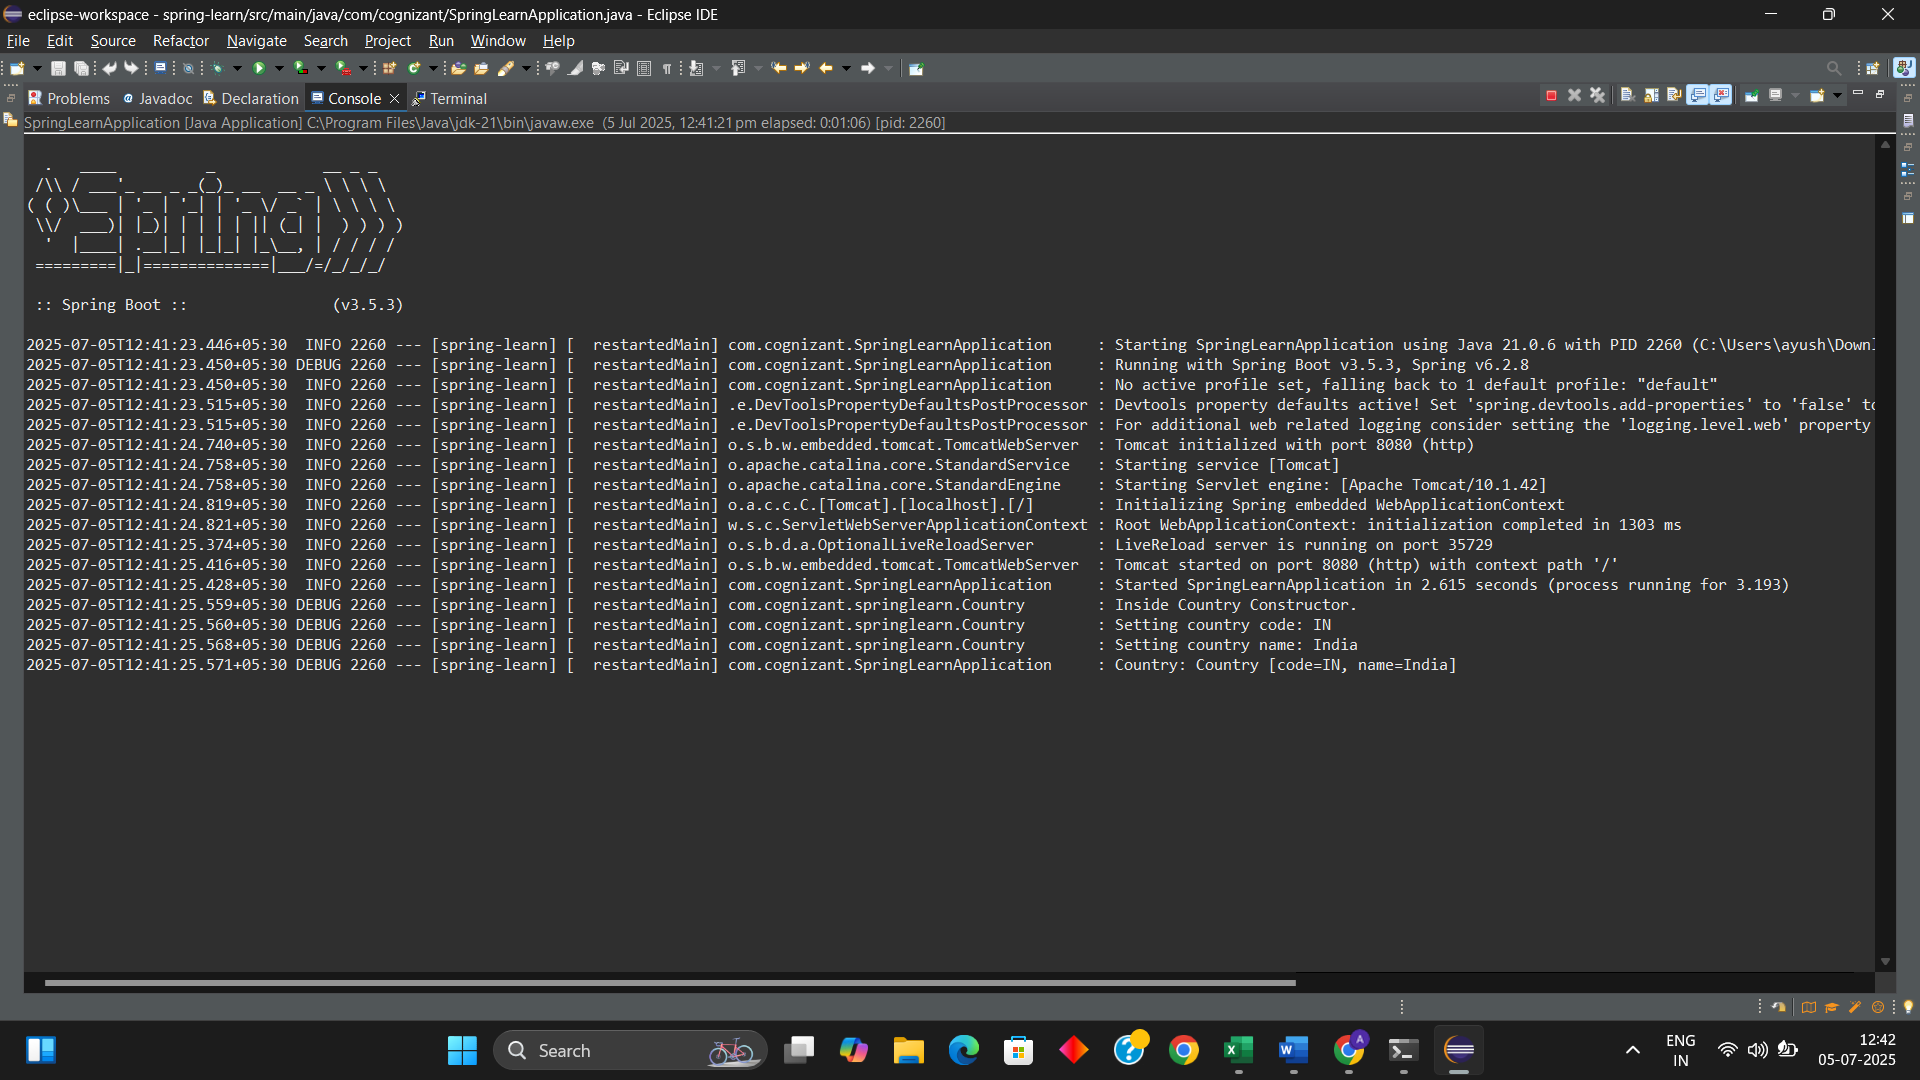 eclipse-workspace - spring-learn/src/main/java/com/cognizant/SpringLearnApplication.java - Eclipse IDE
File Edit Source Refactor Navigate Search Project Run Window Help
Problems @ Javadoc Declaration Console Terminal
SpringLearnApplication [Java Application] C:\Program Files\Java\jdk-21\bin\javaw.exe (5 Jul 2025, 12:41:21 pm elapsed: 0:01:06) [pid: 2260]
  .   ____          _            __ _ _
 /\\ / ___'_ __ _ _(_)_ __  __ _ \ \ \ \
( ( )\___ | '_ | '_| | '_ \/ _` | \ \ \ \
 \\/  ___)| |_)| | | | | || (_| |  ) ) ) )
  '  |____| .__|_| |_|_| |_\__, | / / / /
 =========|_|==============|___/=/_/_/_/
 :: Spring Boot ::                (v3.5.3)
2025-07-05T12:41:23.446+05:30  INFO 2260 --- [spring-learn] [  restartedMain] com.cognizant.SpringLearnApplication     : Starting SpringLearnApplication using Java 21.0.6 with PID 2260 (C:\Users\ayush\Downl
2025-07-05T12:41:23.450+05:30 DEBUG 2260 --- [spring-learn] [  restartedMain] com.cognizant.SpringLearnApplication     : Running with Spring Boot v3.5.3, Spring v6.2.8
2025-07-05T12:41:23.450+05:30  INFO 2260 --- [spring-learn] [  restartedMain] com.cognizant.SpringLearnApplication     : No active profile set, falling back to 1 default profile: "default"
2025-07-05T12:41:23.515+05:30  INFO 2260 --- [spring-learn] [  restartedMain] .e.DevToolsPropertyDefaultsPostProcessor : Devtools property defaults active! Set 'spring.devtools.add-properties' to 'false' to
2025-07-05T12:41:23.515+05:30  INFO 2260 --- [spring-learn] [  restartedMain] .e.DevToolsPropertyDefaultsPostProcessor : For additional web related logging consider setting the 'logging.level.web' property
2025-07-05T12:41:24.740+05:30  INFO 2260 --- [spring-learn] [  restartedMain] o.s.b.w.embedded.tomcat.TomcatWebServer  : Tomcat initialized with port 8080 (http)
2025-07-05T12:41:24.758+05:30  INFO 2260 --- [spring-learn] [  restartedMain] o.apache.catalina.core.StandardService   : Starting service [Tomcat]
2025-07-05T12:41:24.758+05:30  INFO 2260 --- [spring-learn] [  restartedMain] o.apache.catalina.core.StandardEngine    : Starting Servlet engine: [Apache Tomcat/10.1.42]
2025-07-05T12:41:24.819+05:30  INFO 2260 --- [spring-learn] [  restartedMain] o.a.c.c.C.[Tomcat].[localhost].[/]       : Initializing Spring embedded WebApplicationContext
2025-07-05T12:41:24.821+05:30  INFO 2260 --- [spring-learn] [  restartedMain] w.s.c.ServletWebServerApplicationContext : Root WebApplicationContext: initialization completed in 1303 ms
2025-07-05T12:41:25.374+05:30  INFO 2260 --- [spring-learn] [  restartedMain] o.s.b.d.a.OptionalLiveReloadServer       : LiveReload server is running on port 35729
2025-07-05T12:41:25.416+05:30  INFO 2260 --- [spring-learn] [  restartedMain] o.s.b.w.embedded.tomcat.TomcatWebServer  : Tomcat started on port 8080 (http) with context path '/'
2025-07-05T12:41:25.428+05:30  INFO 2260 --- [spring-learn] [  restartedMain] com.cognizant.SpringLearnApplication     : Started SpringLearnApplication in 2.615 seconds (process running for 3.193)
2025-07-05T12:41:25.559+05:30 DEBUG 2260 --- [spring-learn] [  restartedMain] com.cognizant.springlearn.Country        : Inside Country Constructor.
2025-07-05T12:41:25.560+05:30 DEBUG 2260 --- [spring-learn] [  restartedMain] com.cognizant.springlearn.Country        : Setting country code: IN
2025-07-05T12:41:25.568+05:30 DEBUG 2260 --- [spring-learn] [  restartedMain] com.cognizant.springlearn.Country        : Setting country name: India
2025-07-05T12:41:25.571+05:30 DEBUG 2260 --- [spring-learn] [  restartedMain] com.cognizant.SpringLearnApplication     : Country: Country [code=IN, name=India]
Search
ENG
IN
12:42
05-07-2025